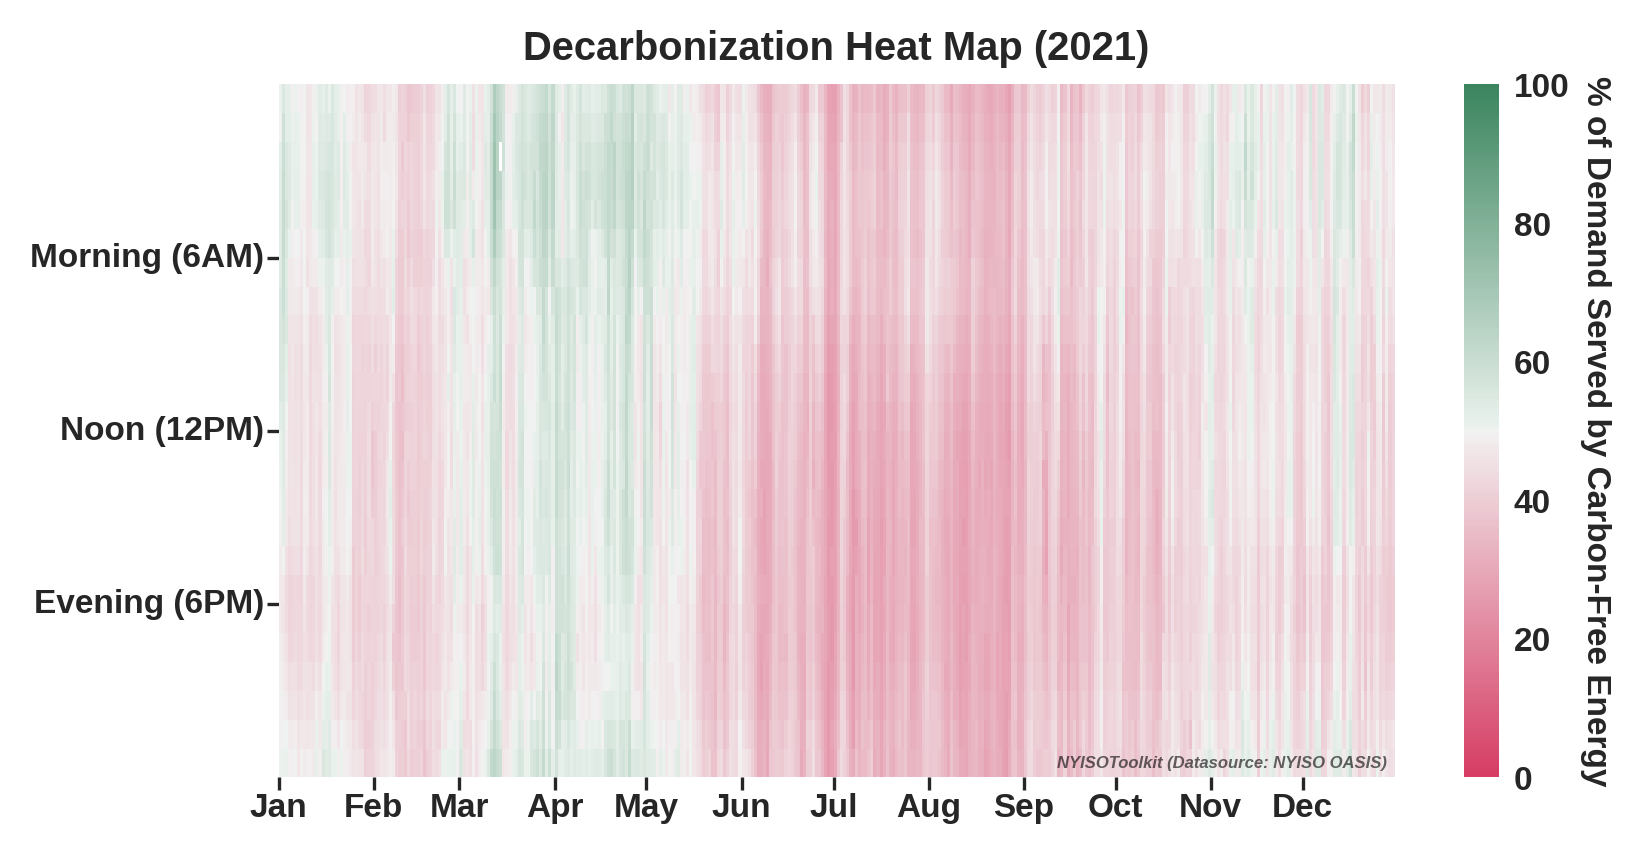 Decarbonization Heat Map (2021)
Morning (6AM)
Noon (12PM)
Evening (6PM)
Jan Feb Mar Apr May Jun Jul Aug Sep Oct Nov Dec
NYISOToolkit (Datasource: NYISO OASIS)
100
80
60
40
20
0
% of Demand Served by Carbon-Free Energy